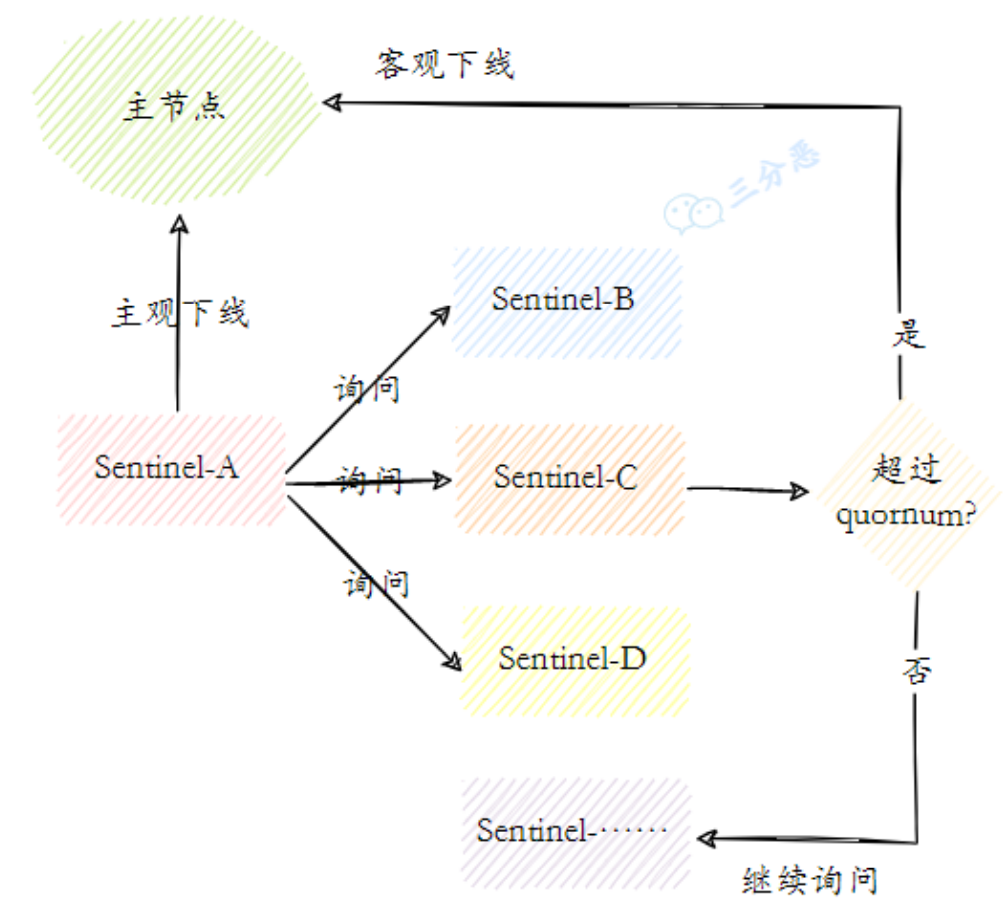 客观下线
主节点
三分恶
主观下线
Sentinel-B
是
询问
Sentinel-A
询问
Sentinel-C
超过
quornum?
询问
Sentinel-D
否
Sentinel-······
继续询问